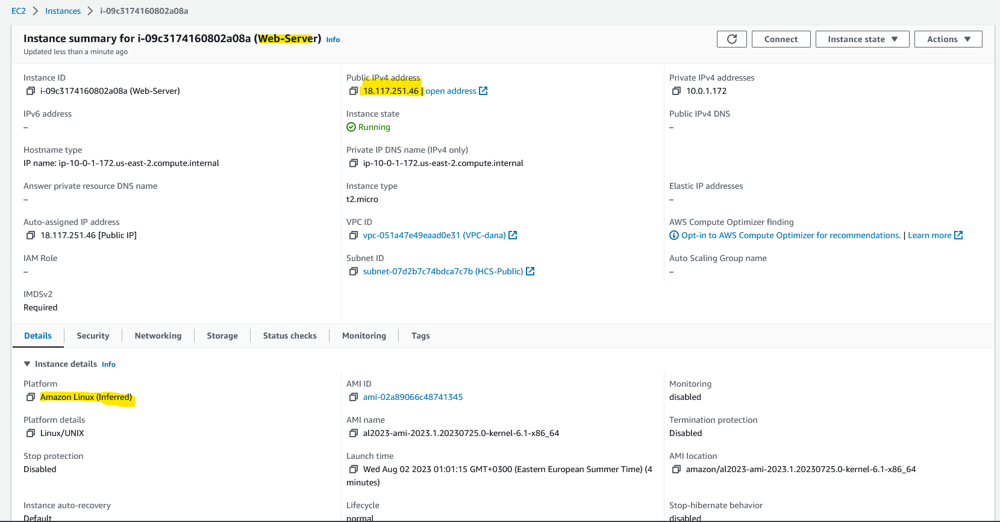 EC2 > Instances > i-09c3174160802a08a
Instance summary for i-09c3174160802a08a (Web-Server) Info
Updated less than a minute ago
Connect
Instance state
Actions
Instance ID
i-09c3174160802a08a (Web-Server)
Public IPv4 address
18.117.251.46 | open address
Private IPv4 addresses
10.0.1.172
IPv6 address
–
Instance state
Running
Public IPv4 DNS
–
Hostname type
IP name: ip-10-0-1-172.us-east-2.compute.internal
Private IP DNS name (IPv4 only)
ip-10-0-1-172.us-east-2.compute.internal
Answer private resource DNS name
–
Instance type
t2.micro
Elastic IP addresses
–
Auto-assigned IP address
18.117.251.46 [Public IP]
VPC ID
vpc-051a47e49eaad0e31 (VPC-dana)
AWS Compute Optimizer finding
Opt-in to AWS Compute Optimizer for recommendations. | Learn more
IAM Role
–
Subnet ID
subnet-07d2b7c74bdca7c7b (HCS-Public)
Auto Scaling Group name
–
IMDSv2
Required
Details
Security
Networking
Storage
Status checks
Monitoring
Tags
Instance details Info
Platform
Amazon Linux (Inferred)
AMI ID
ami-02a89066c48741345
Monitoring
disabled
Platform details
Linux/UNIX
AMI name
al2023-ami-2023.1.20230725.0-kernel-6.1-x86_64
Termination protection
Disabled
Stop protection
Disabled
Launch time
Wed Aug 02 2023 01:01:15 GMT+0300 (Eastern European Summer Time) (4
minutes)
AMI location
amazon/al2023-ami-2023.1.20230725.0-kernel-6.1-x86_64
Instance auto-recovery
Default
Lifecycle
normal
Stop-hibernate behavior
disabled